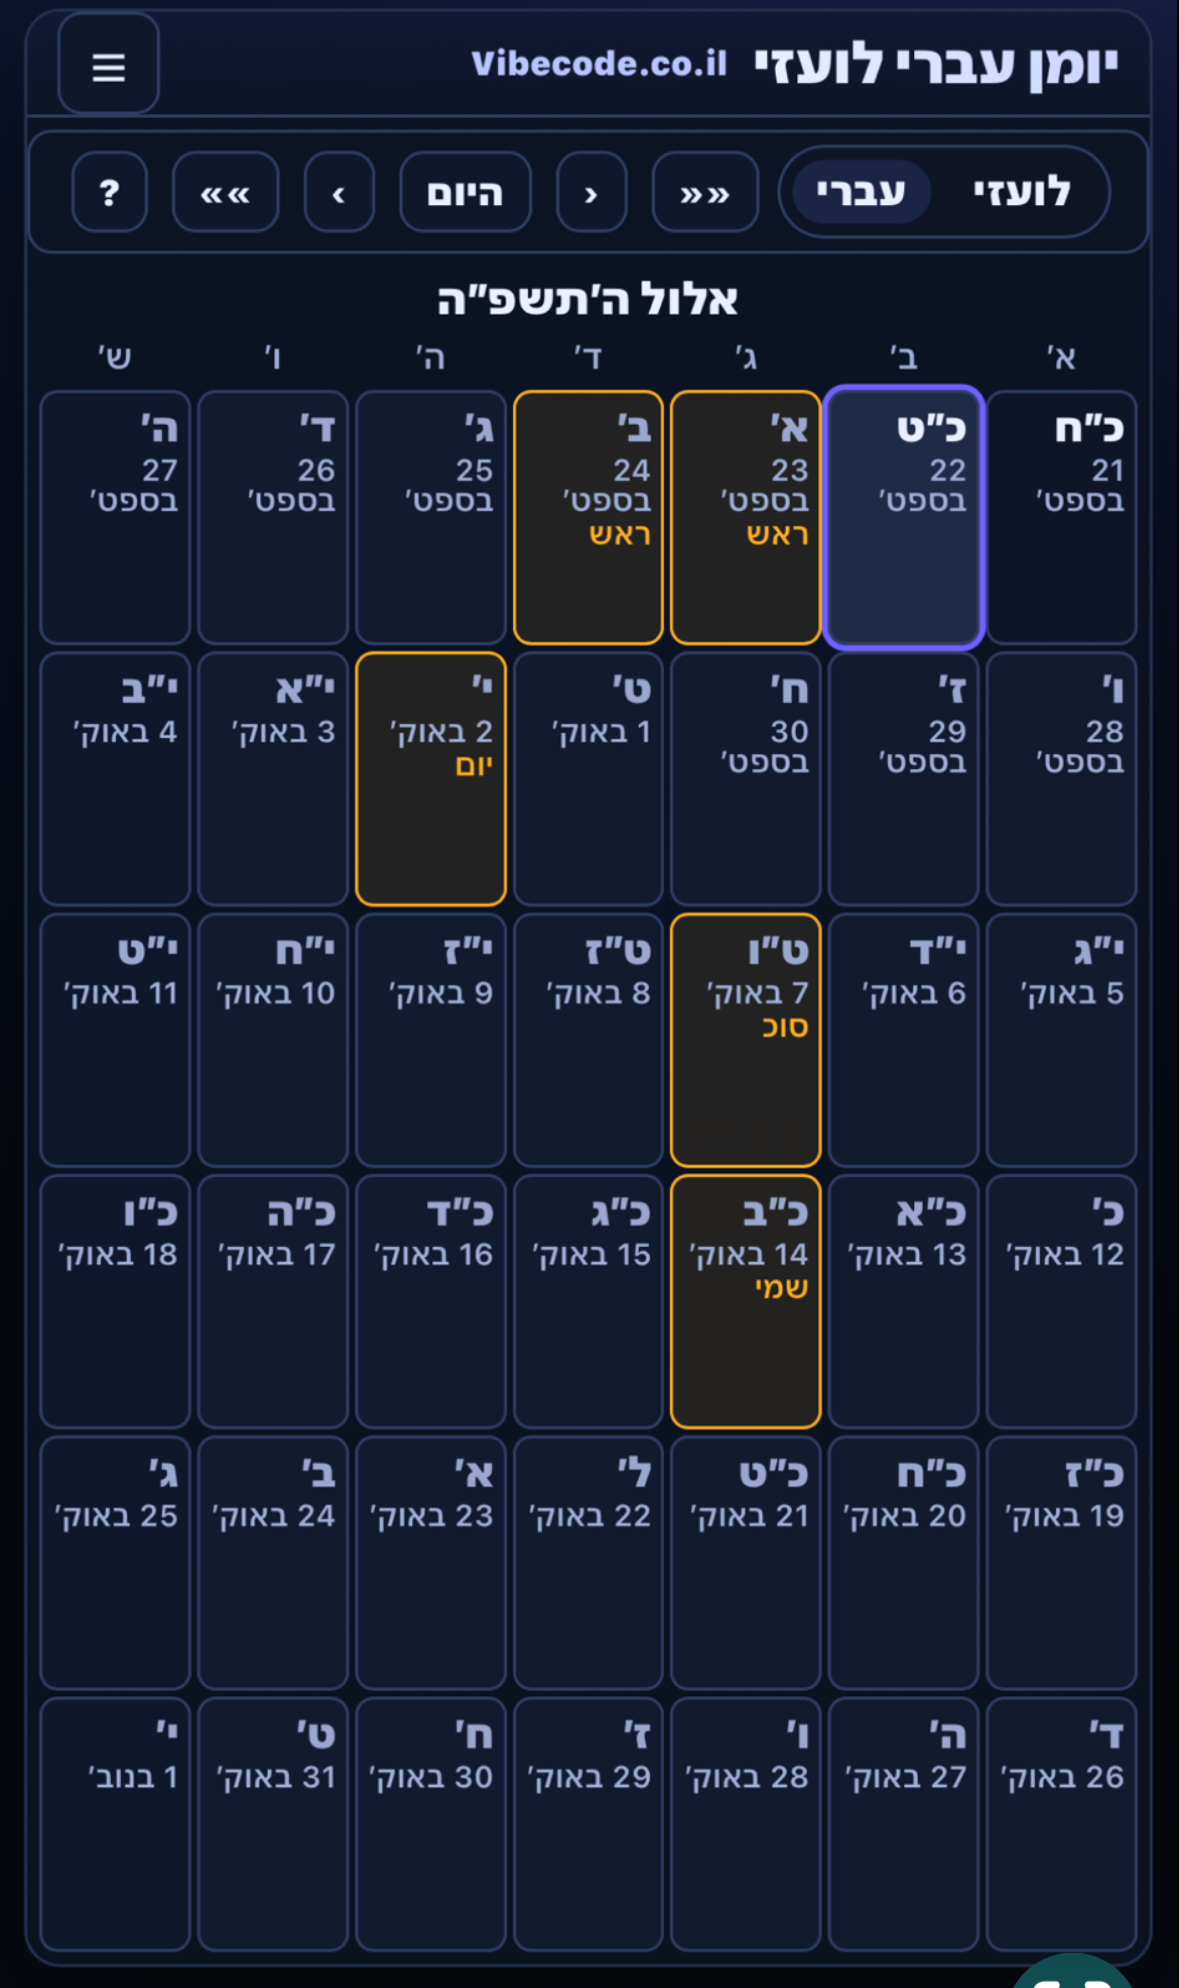 יומן עברי לועזי Vibecode.co.il ☰
לועזי עברי «« ‹ היום › »» ?
אלול ה׳תשפ״ה
א׳ ב׳ ג׳ ד׳ ה׳ ו׳ ש׳
כ״ח כ״ט א׳ ב׳ ג׳ ד׳ ה׳
21 22 23 24 25 26 27
בספט׳ בספט׳ בספט׳ בספט׳ בספט׳ בספט׳ בספט׳
ראש ראש
ו׳ ז׳ ח׳ ט׳ י׳ י״א י״ב
28 29 30 1 באוק׳ 2 באוק׳ 3 באוק׳ 4 באוק׳
בספט׳ בספט׳ בספט׳ יום
י״ג י״ד ט״ו ט״ז י״ז י״ח י״ט
5 באוק׳ 6 באוק׳ 7 באוק׳ 8 באוק׳ 9 באוק׳ 10 באוק׳ 11 באוק׳
סוכ
כ׳ כ״א כ״ב כ״ג כ״ד כ״ה כ״ו
12 באוק׳ 13 באוק׳ 14 באוק׳ 15 באוק׳ 16 באוק׳ 17 באוק׳ 18 באוק׳
שמי
כ״ז כ״ח כ״ט ל׳ א׳ ב׳ ג׳
19 באוק׳ 20 באוק׳ 21 באוק׳ 22 באוק׳ 23 באוק׳ 24 באוק׳ 25 באוק׳
ד׳ ה׳ ו׳ ז׳ ח׳ ט׳ י׳
26 באוק׳ 27 באוק׳ 28 באוק׳ 29 באוק׳ 30 באוק׳ 31 באוק׳ 1 בנוב׳